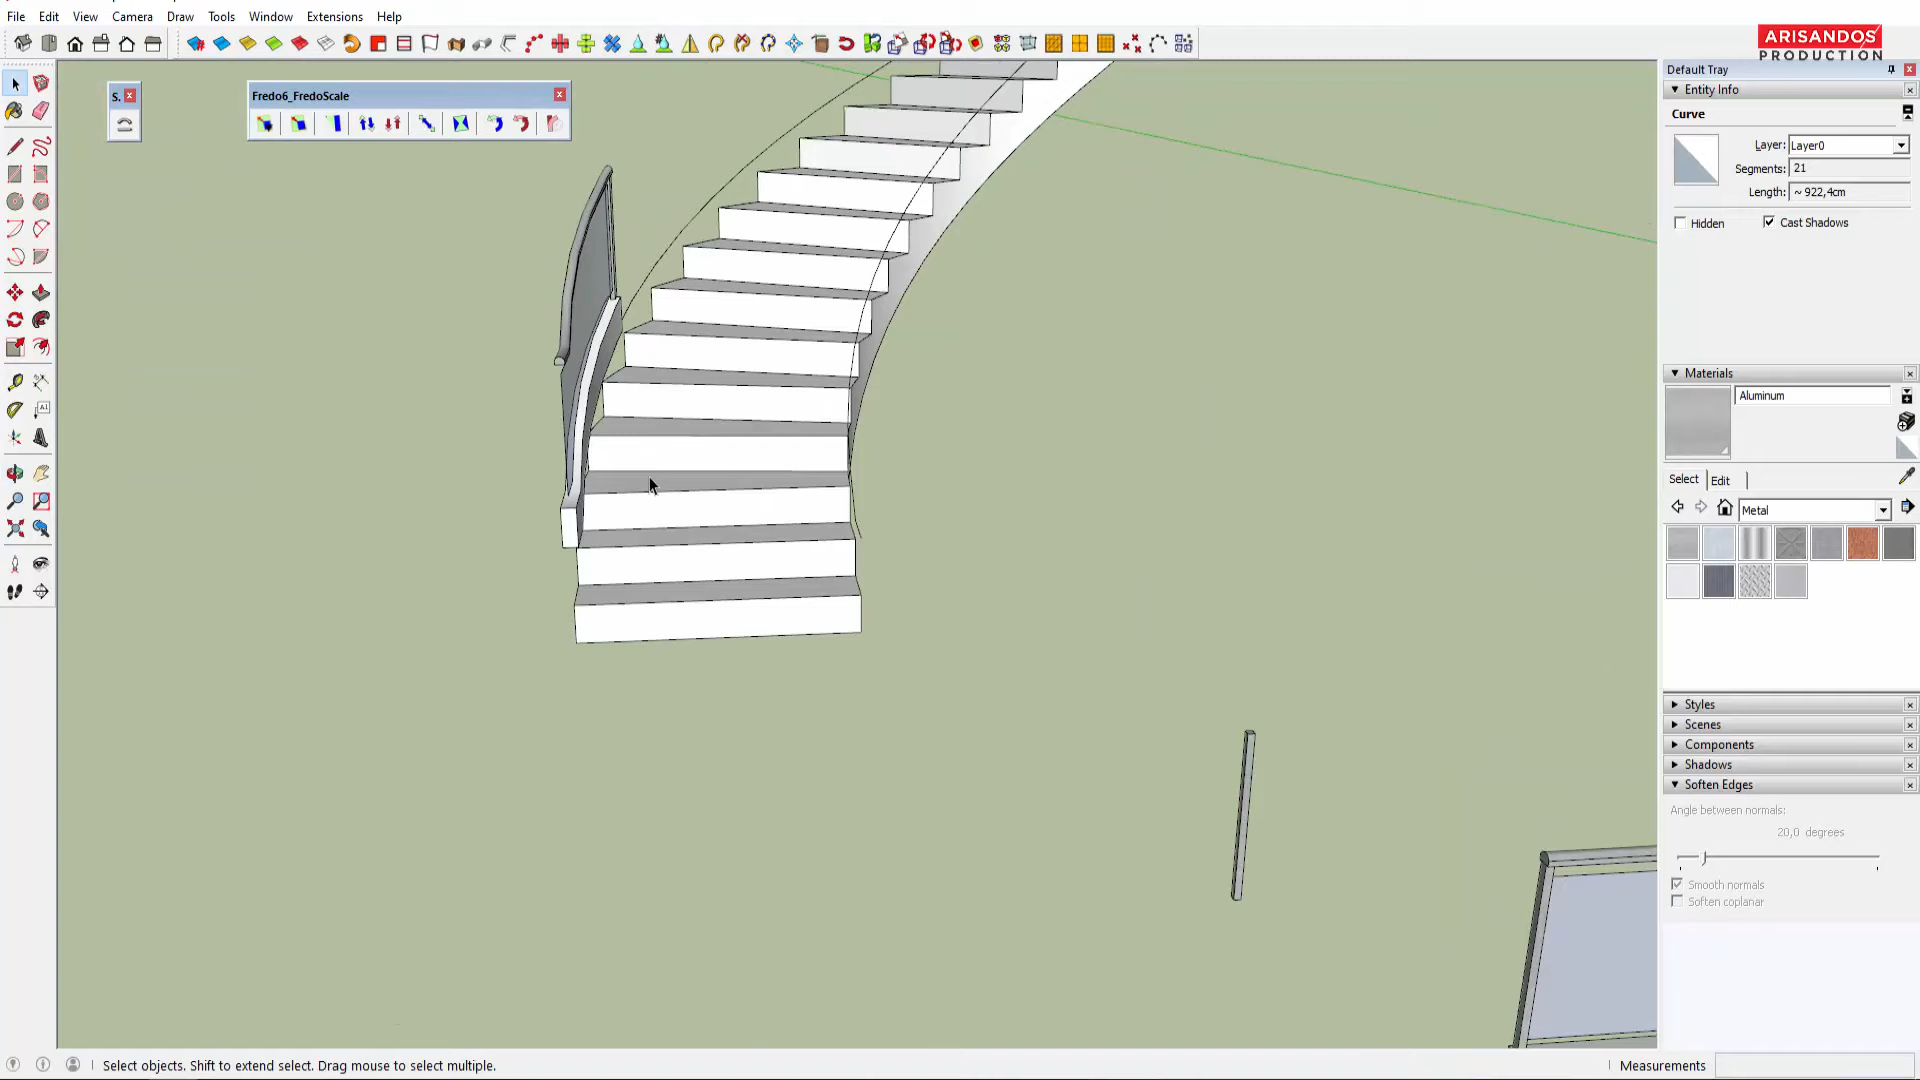 File Edit View Camera Draw Tools Window Extensions Help
ARISANDOS
PRODUCTION
Default Tray
S.
Fredo6_FredoScale
Entity Info
Curve
Layer: Layer0
Segments: 21
Length: ~ 922,4cm
Hidden Cast Shadows
Materials
Aluminum
Select Edit
Metal
Styles
Scenes
Components
Shadows
Soften Edges
Angle between normals:
20,0 degrees
Smooth normals
Soften coplanar
Select objects. Shift to extend select. Drag mouse to select multiple.
Measurements